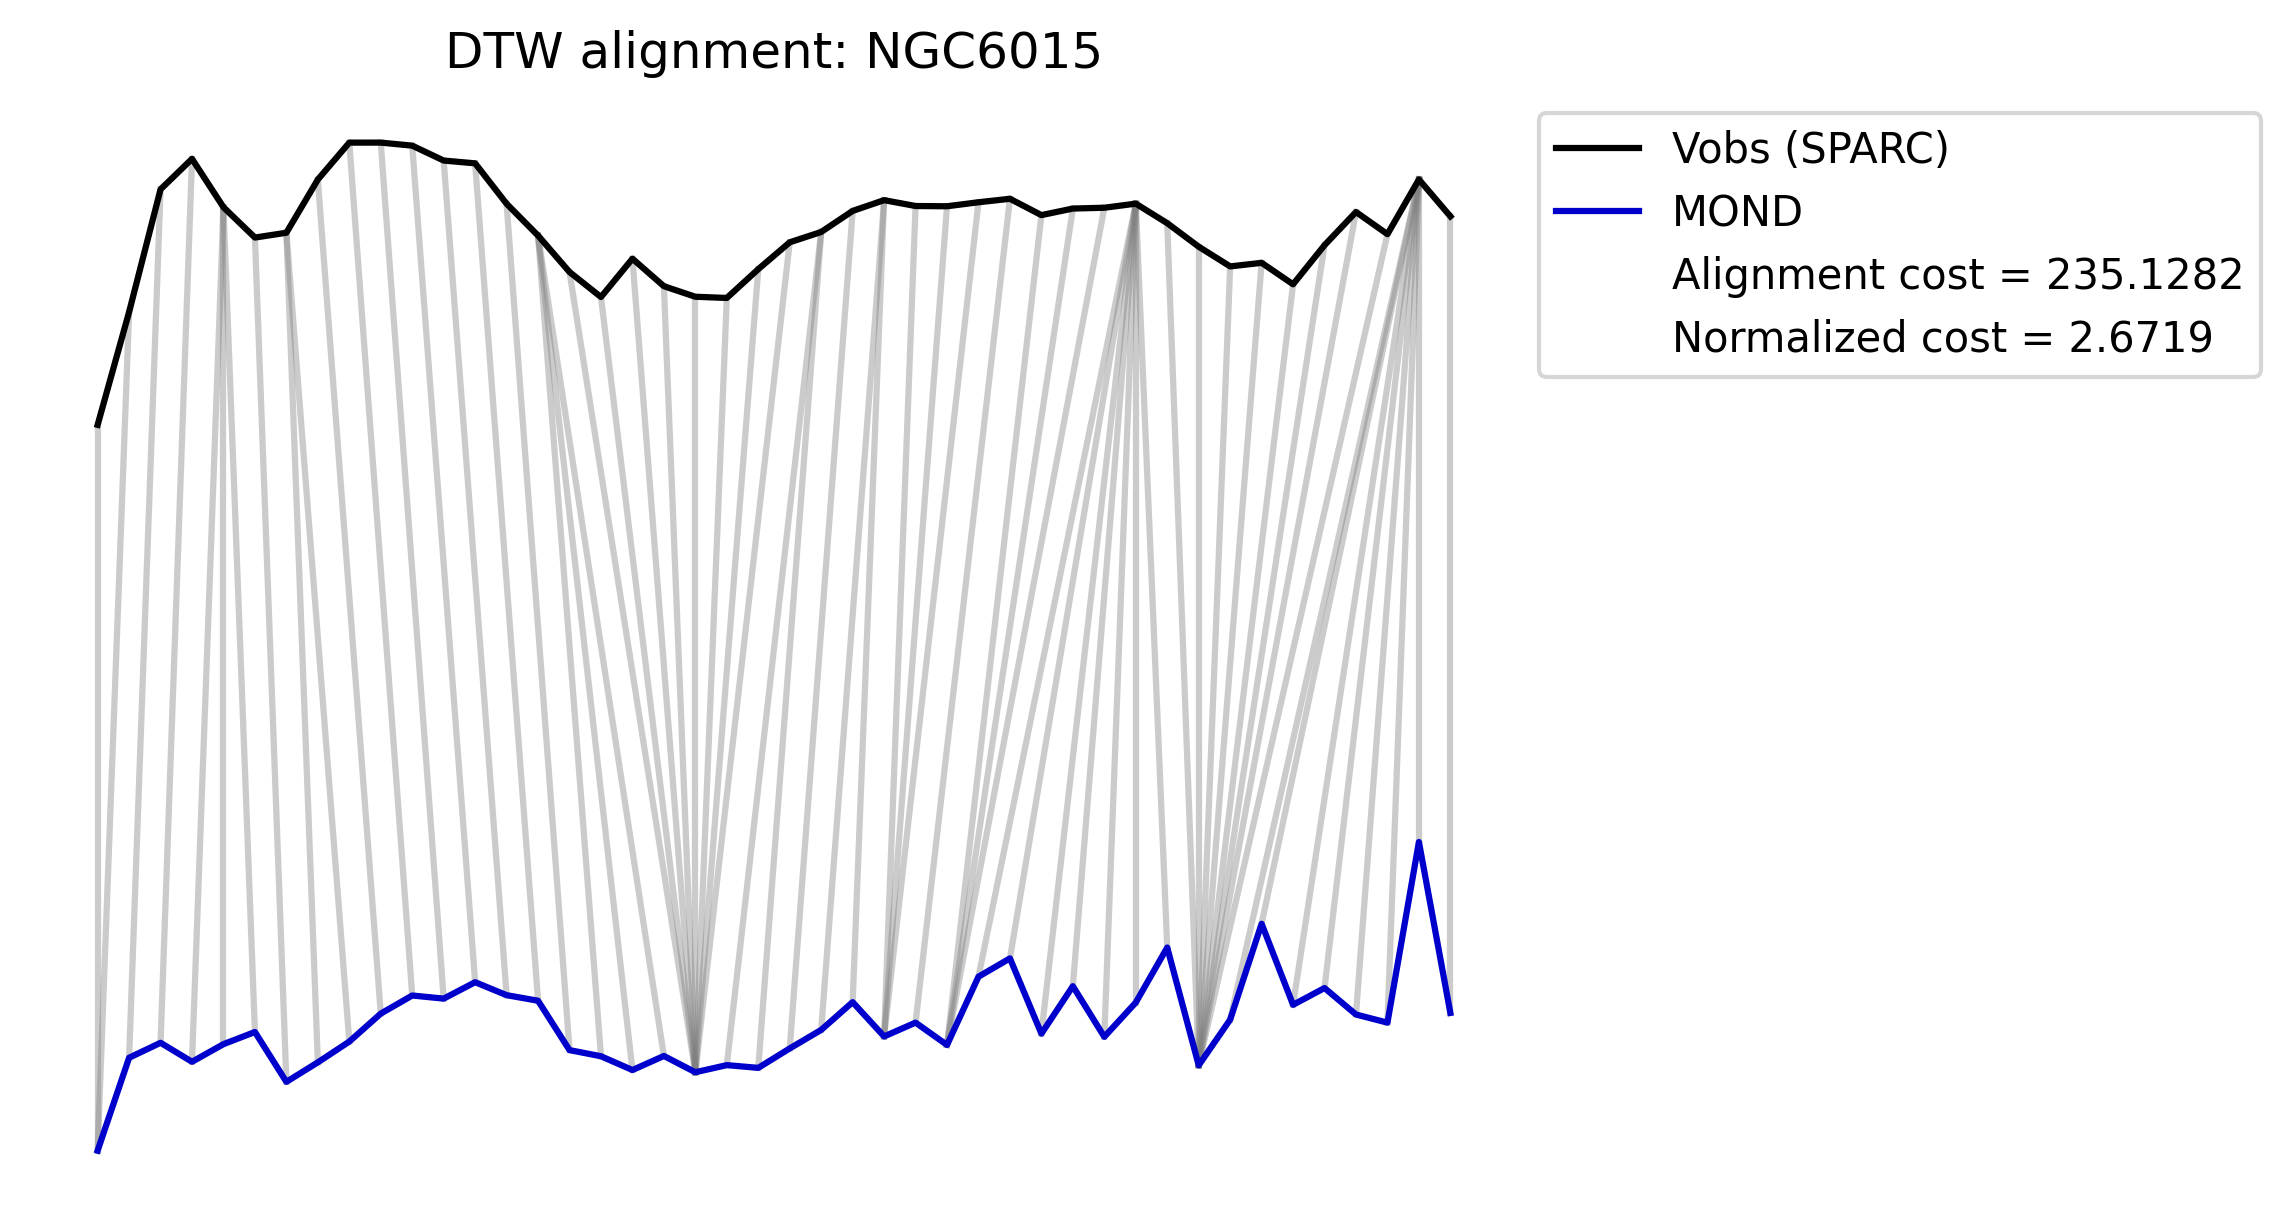 DTW alignment: NGC6015
Vobs (SPARC)
MOND
Alignment cost = 235.1282
Normalized cost = 2.6719